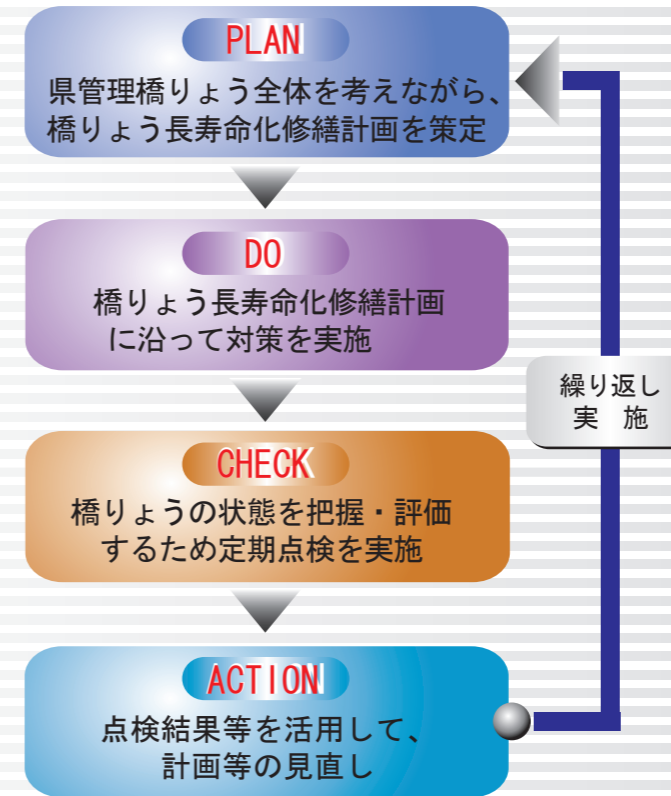 PLAN
県管理橋りょう全体を考えながら、
橋りょう長寿命化修繕計画を策定
DO
橋りょう長寿命化修繕計画
に沿って対策を実施
繰り返し
実　施
CHECK
橋りょうの状態を把握・評価
するため定期点検を実施
ACTION
点検結果等を活用して、
計画等の見直し